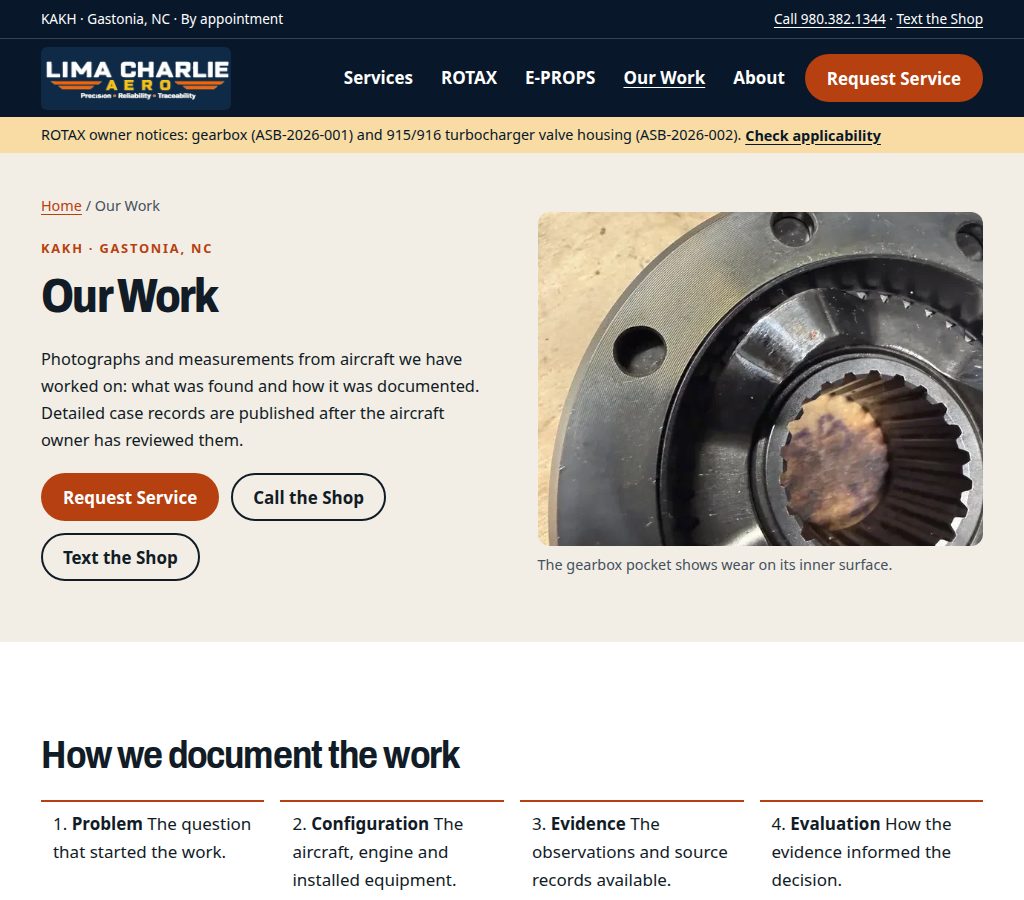 KAKH · Gastonia, NC · By appointment
Call 980.382.1344 · Text the Shop
LIMA CHARLIE
AERO
Precision • Reliability • Traceability
Services ROTAX E-PROPS Our Work About Request Service
ROTAX owner notices: gearbox (ASB-2026-001) and 915/916 turbocharger valve housing (ASB-2026-002). Check applicability
Home / Our Work
KAKH · GASTONIA, NC
Our Work
Photographs and measurements from aircraft we have
worked on: what was found and how it was documented.
Detailed case records are published after the aircraft
owner has reviewed them.
Request Service
Call the Shop
Text the Shop
The gearbox pocket shows wear on its inner surface.
How we document the work
1. Problem The question
that started the work.
2. Configuration The
aircraft, engine and
installed equipment.
3. Evidence The
observations and source
records available.
4. Evaluation How the
evidence informed the
decision.